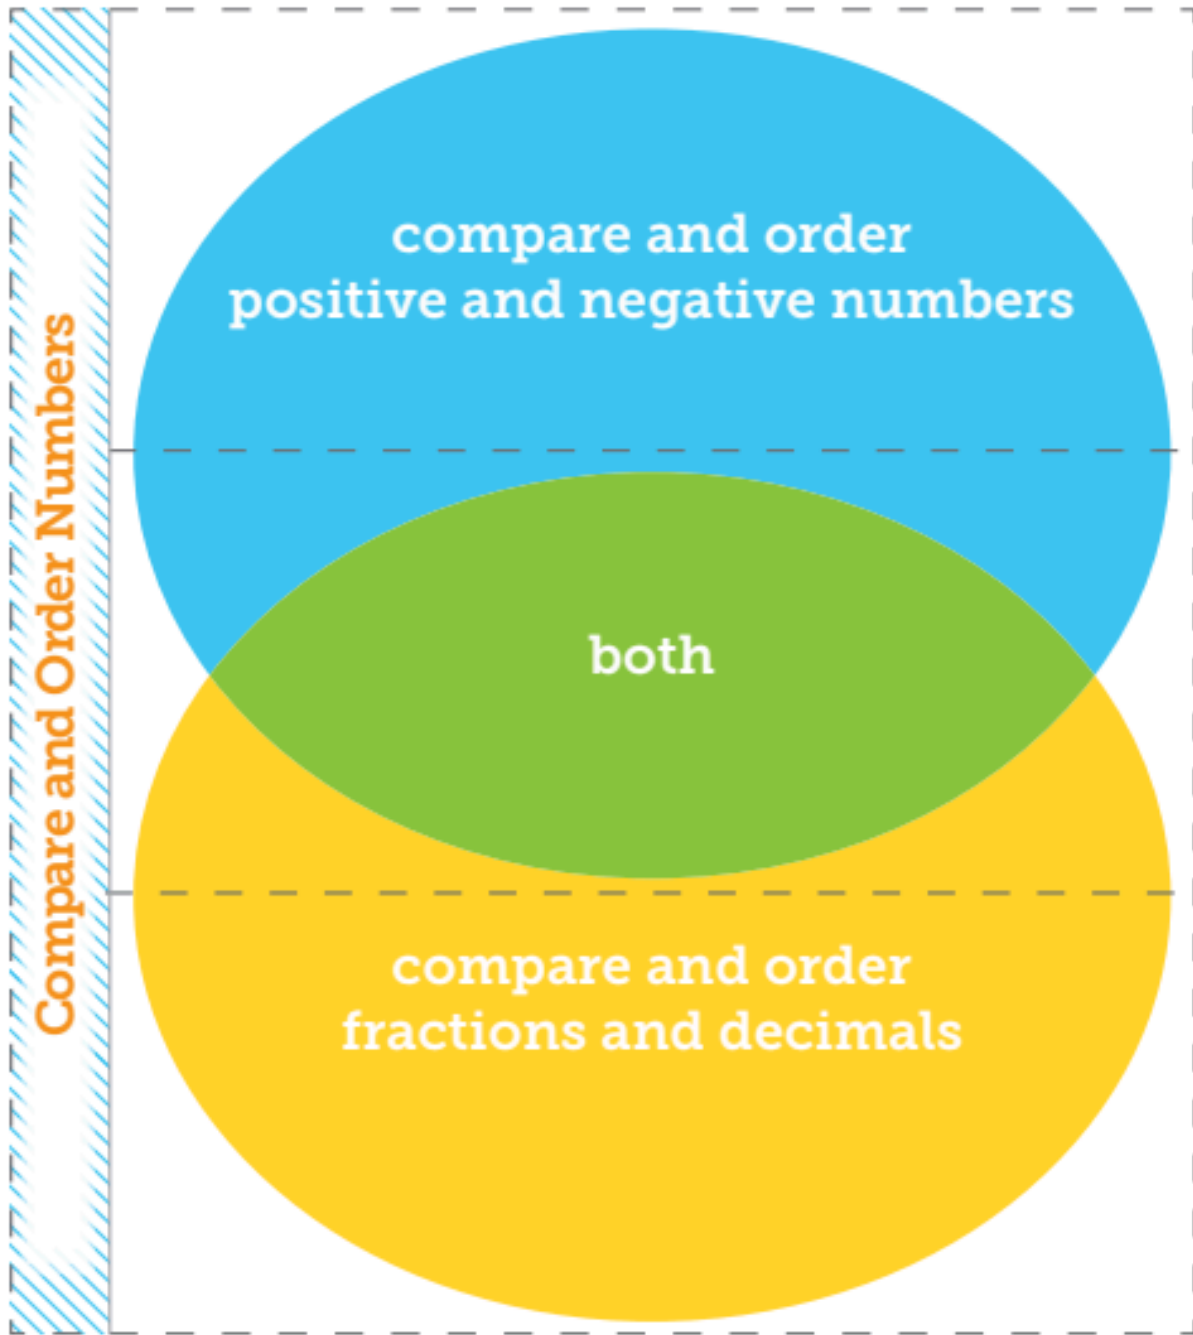 Compare and Order Numbers
compare and order
positive and negative numbers
both
compare and order
fractions and decimals